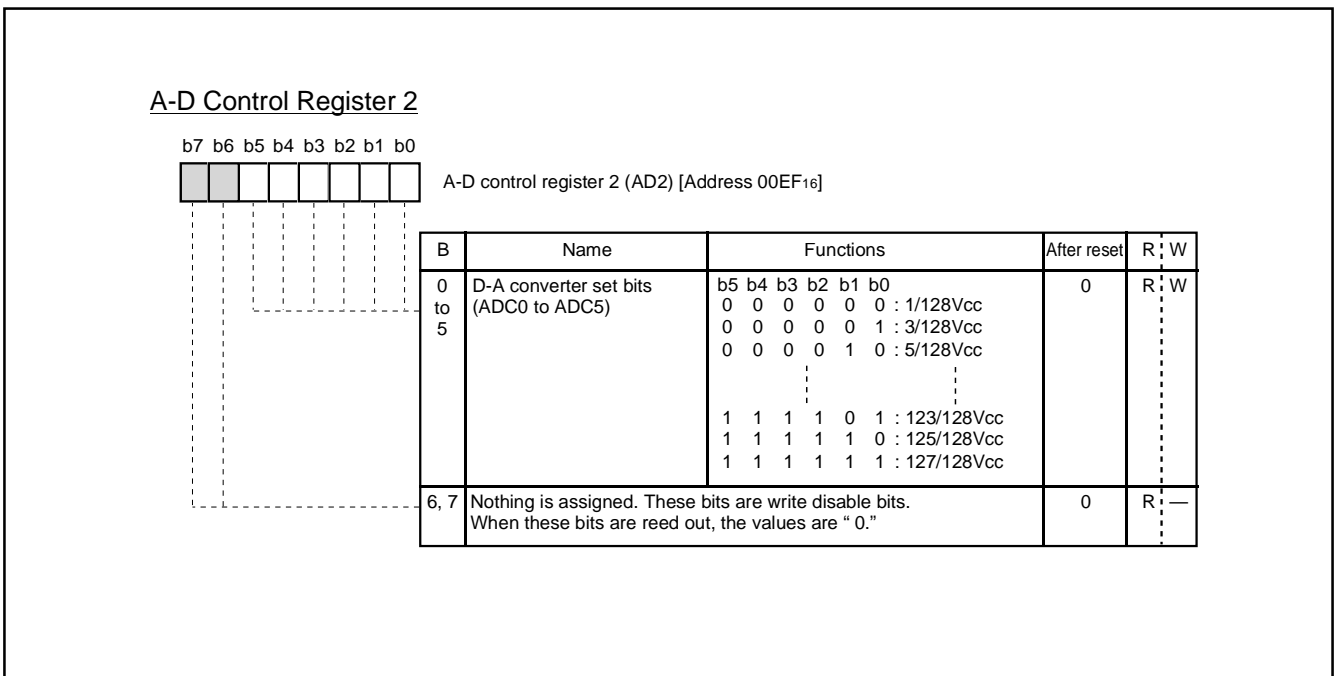 A-D Control Register 2
b7 b6 b5 b4 b3 b2 b1 b0
A-D control register 2 (AD2) [Address 00EF16]
B Name Functions After reset R W
0 to 5
D-A converter set bits
(ADC0 to ADC5)
b5 b4 b3 b2 b1 b0
0 0 0 0 0 0 : 1/128Vcc
0 0 0 0 0 1 : 3/128Vcc
0 0 0 0 1 0 : 5/128Vcc
1 1 1 1 0 1 : 123/128Vcc
1 1 1 1 1 0 : 125/128Vcc
1 1 1 1 1 1 : 127/128Vcc
0 R W
6, 7 Nothing is assigned. These bits are write disable bits.
When these bits are reed out, the values are “ 0.”
0 R —